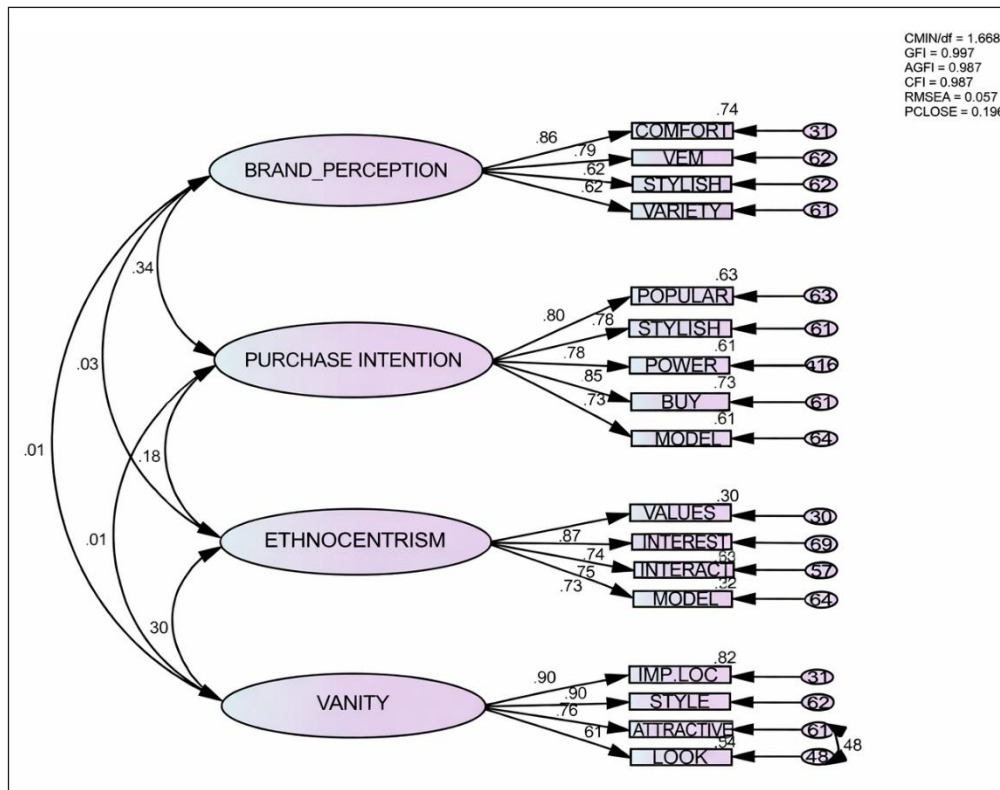 CMIN/df = 1.668
GFI = 0.997
AGFI = 0.987
CFI = 0.987
RMSEA = 0.057
PCLOSE = 0.196
.74
.86
COMFORT
31
.79
VEM
62
BRAND_PERCEPTION
.62
STYLISH
62
.62
VARIETY
61
.34
.63
POPULAR
63
.80
.78
STYLISH
61
.61
PURCHASE INTENTION
.78
POWER
.03
.85
.73
BUY
61
.73
.61
MODEL
64
.01
.18
.30
VALUES
30
ETHNOCENTRISM
.87
INTEREST
69
.01
.74
.63
INTERACT
57
.75
.73
MODEL
64
30
.82
.90
IMP.LOC
31
VANITY
.90
STYLE
62
.76
ATTRACTIVE
61
61
LOOK
48
48